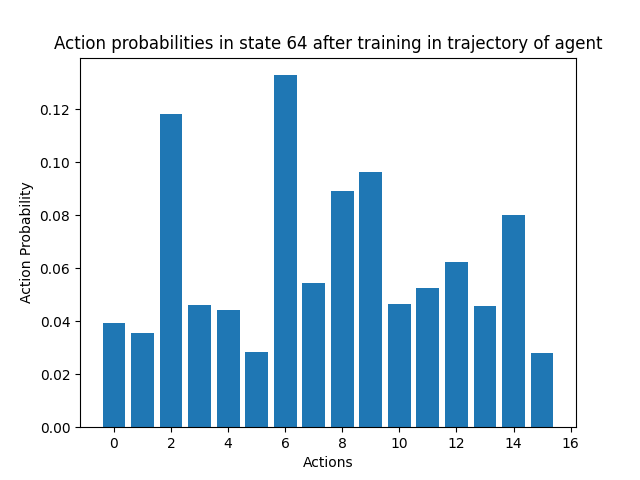 Action probabilities in state 64 after training in trajectory of agent
0.12
0.10
0.08
0.06
0.04
0.02
0.00
Action Probability
0 2 4 6 8 10 12 14 16
Actions